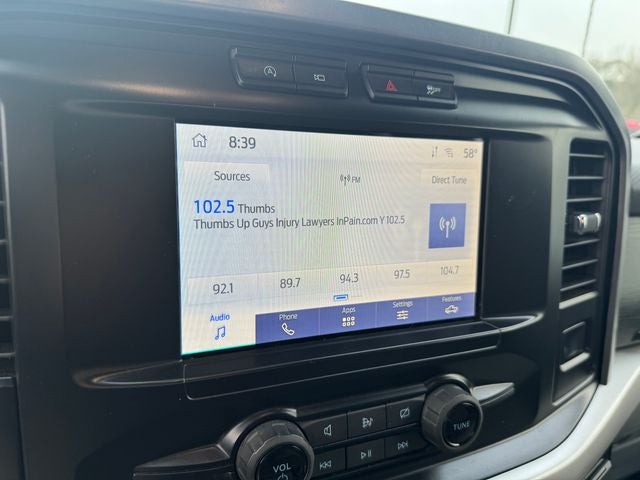 OFF
8:39
58°
Sources
FM
Direct Tune
102.5 Thumbs
Thumbs Up Guys Injury Lawyers InPain.com Y 102.5
92.1 89.7 94.3 97.5 104.7
Audio Phone Apps Settings Features
VOL
TUNE